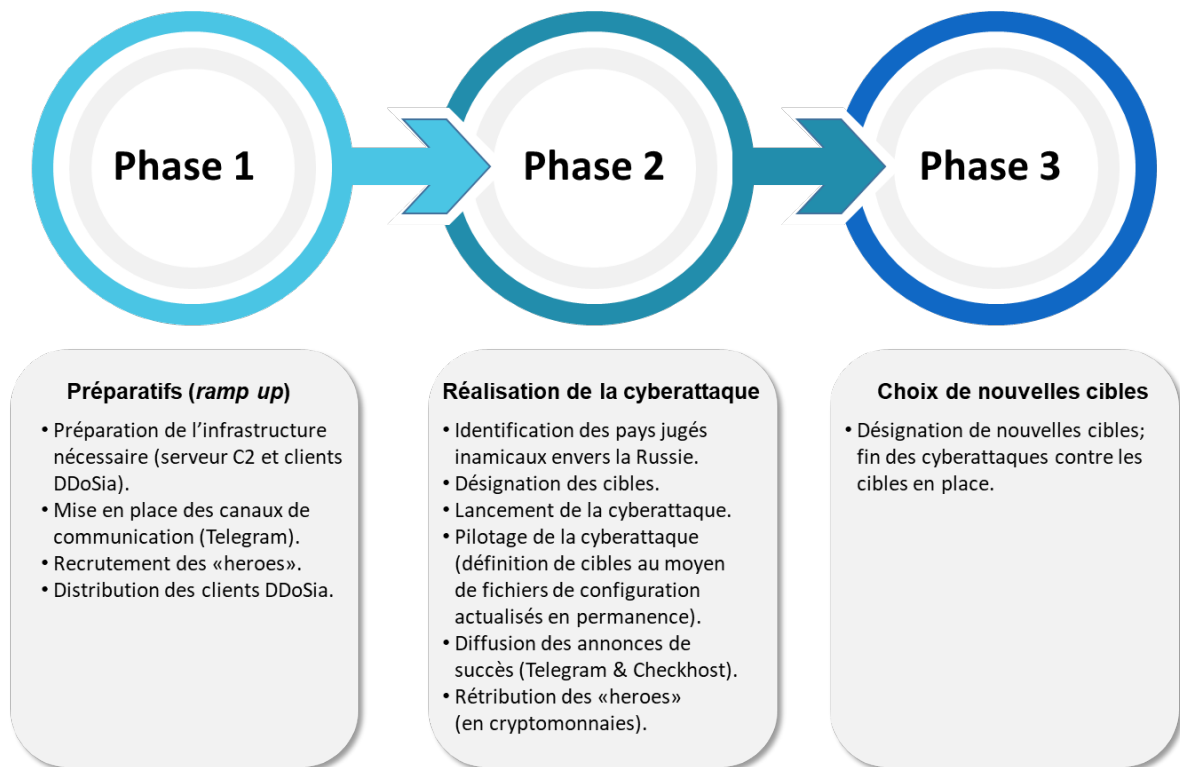 Phase 1
Phase 2
Phase 3
Préparatifs (ramp up)
• Préparation de l’infrastructure
nécessaire (serveur C2 et clients
DDoSia).
• Mise en place des canaux de
communication (Telegram).
• Recrutement des «heroes».
• Distribution des clients DDoSia.
Réalisation de la cyberattaque
• Identification des pays jugés
inamicaux envers la Russie.
• Désignation des cibles.
• Lancement de la cyberattaque.
• Pilotage de la cyberattaque
(définition de cibles au moyen
de fichiers de configuration
actualisés en permanence).
• Diffusion des annonces de
succès (Telegram & Checkhost).
• Rétribution des «heroes»
(en cryptomonnaies).
Choix de nouvelles cibles
• Désignation de nouvelles cibles;
fin des cyberattaques contre les
cibles en place.